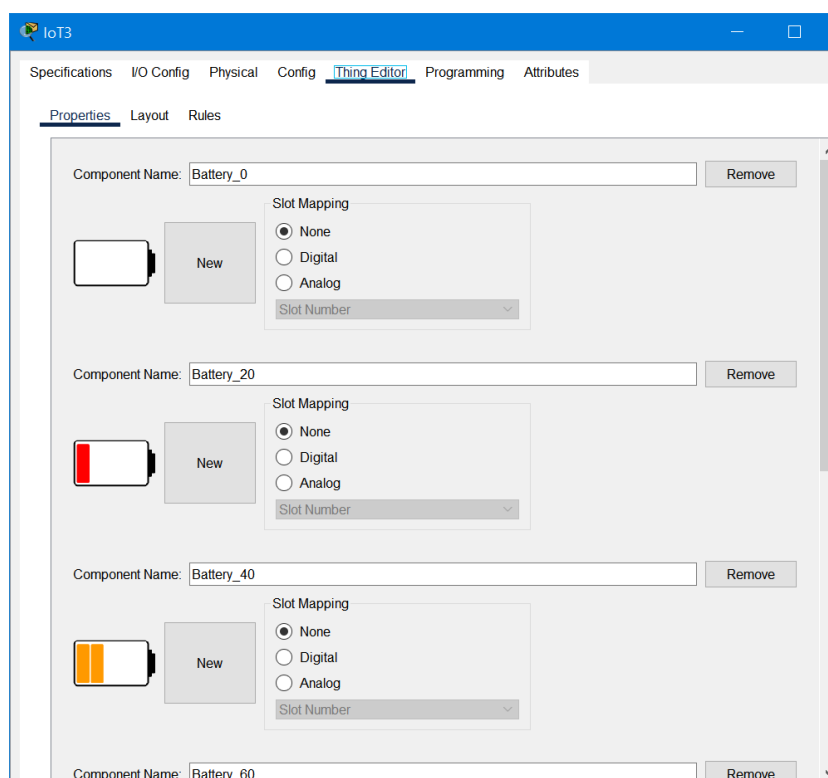 IoT3
Specifications I/O Config Physical Config Thing Editor Programming Attributes
Properties Layout Rules
Component Name: Battery_0 Remove
Slot Mapping
None
New Digital
Analog
Slot Number
Component Name: Battery_20 Remove
Slot Mapping
None
New Digital
Analog
Slot Number
Component Name: Battery_40 Remove
Slot Mapping
None
New Digital
Analog
Slot Number
Component Name: Battery_60 Remove